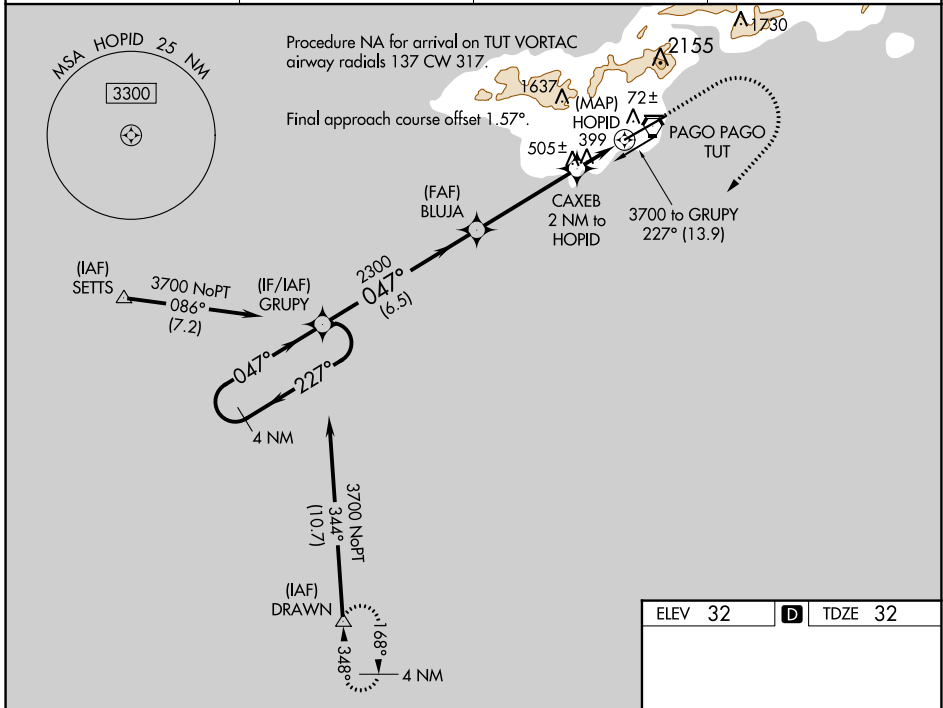 MSA HOPID 25 NM
3300
Procedure NA for arrival on TUT VORTAC
airway radials 137 CW 317.
Final approach course offset 1.57°.
1730
2155
1637
72±
(MAP)
HOPID
399
505±
PAGO PAGO
TUT
CAXEB
2 NM to
HOPID
3700 to GRUPY
227° (13.9)
(FAF)
BLUJA
(IAF)
SETTS
3700 NoPT
086°
(7.2)
(IF/IAF)
GRUPY
2300
047°
(6.5)
047°
227°
4 NM
3700 NoPT
344°
(10.7)
(IAF)
DRAWN
168°
348°
4 NM
ELEV 32 D TDZE 32